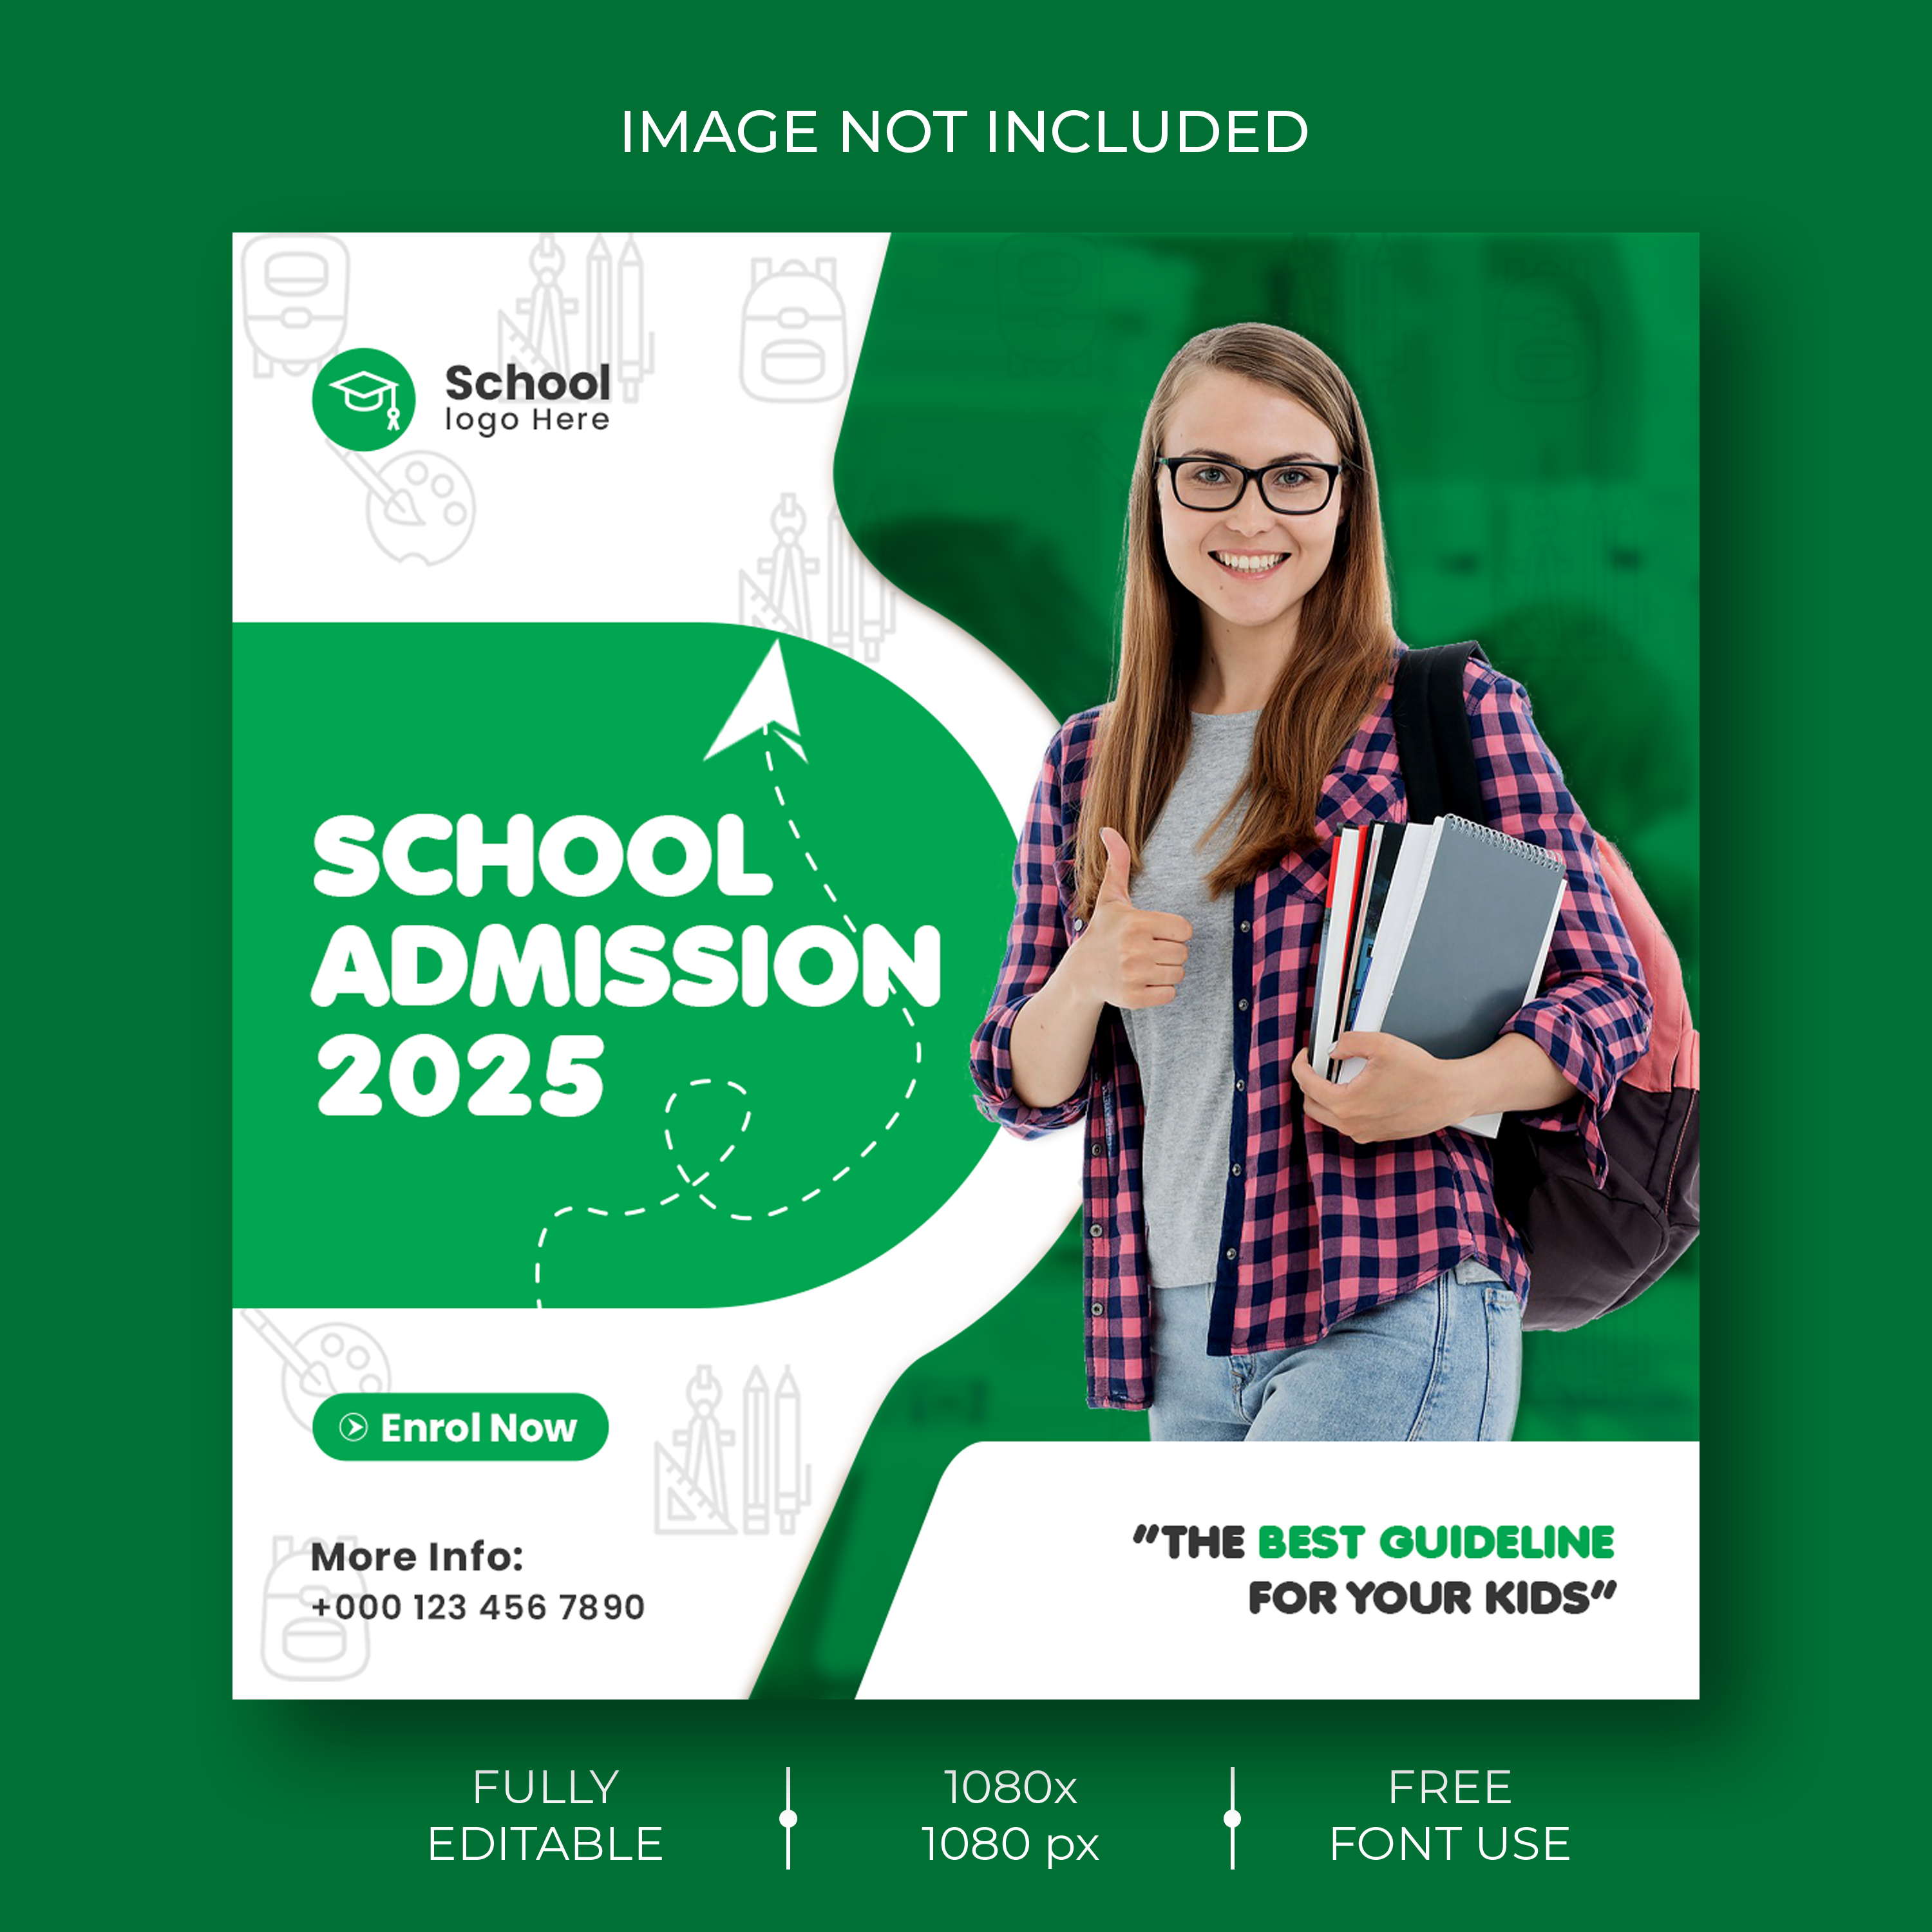 IMAGE NOT INCLUDED
School
logo Here
SCHOOL
ADMISSION
2025
Enrol Now
More Info:
+000 123 456 7890
"THE BEST GUIDELINE
FOR YOUR KIDS"
FULLY
EDITABLE
1080x
1080 px
FREE
FONT USE